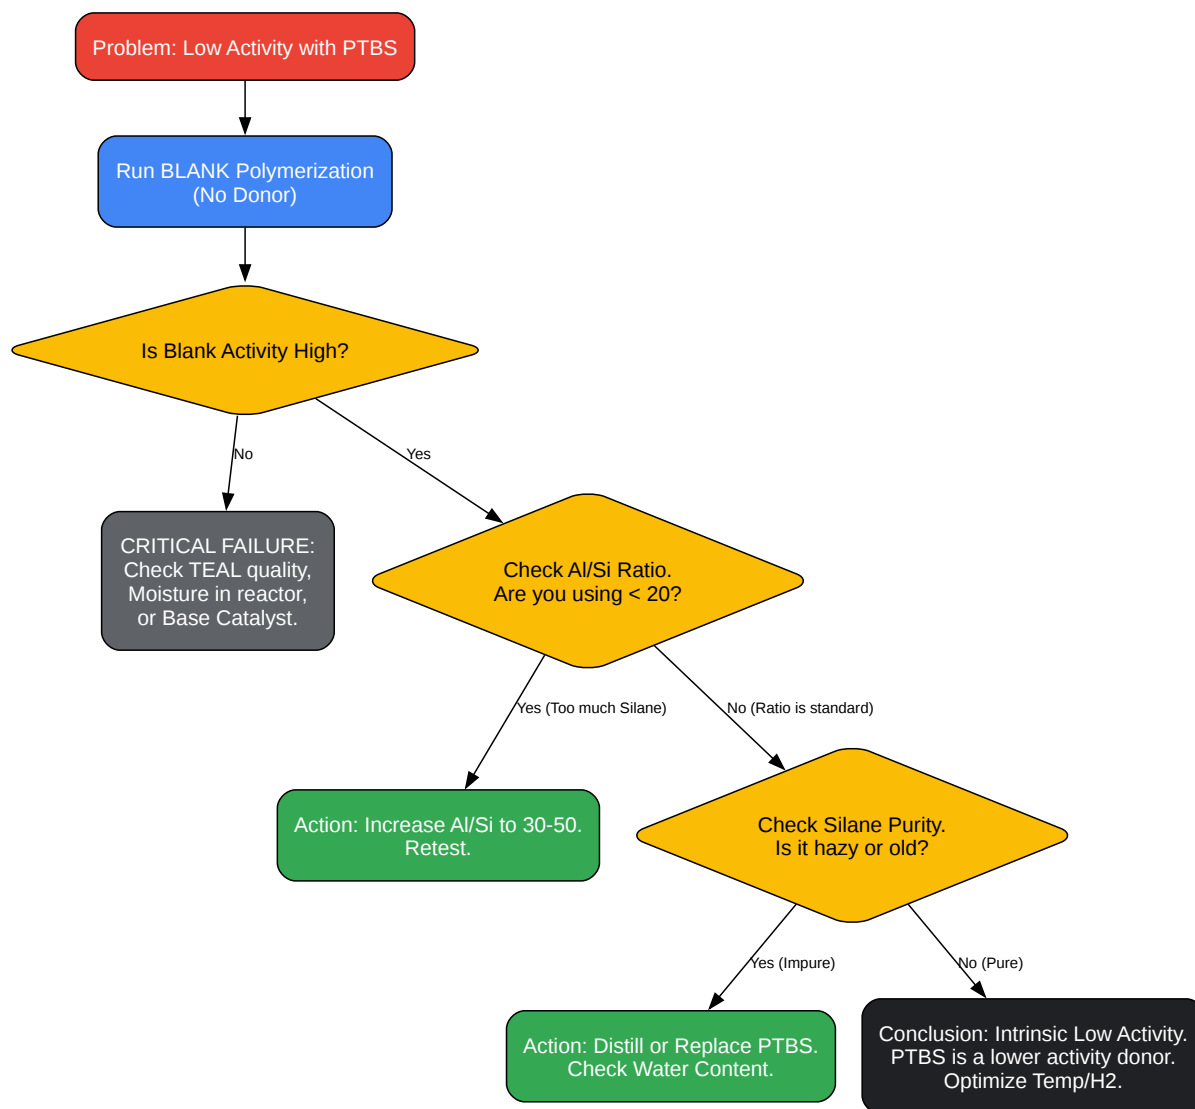 Problem: Low Activity with PTBS
Run BLANK Polymerization
(No Donor)
Is Blank Activity High?
No
Yes
CRITICAL FAILURE:
Check TEAL quality,
Moisture in reactor,
or Base Catalyst.
Check Al/Si Ratio.
Are you using < 20?
Yes (Too much Silane)
No (Ratio is standard)
Action: Increase Al/Si to 30-50.
Retest.
Check Silane Purity.
Is it hazy or old?
Yes (Impure)
No (Pure)
Action: Distill or Replace PTBS.
Check Water Content.
Conclusion: Intrinsic Low Activity.
PTBS is a lower activity donor.
Optimize Temp/H2.